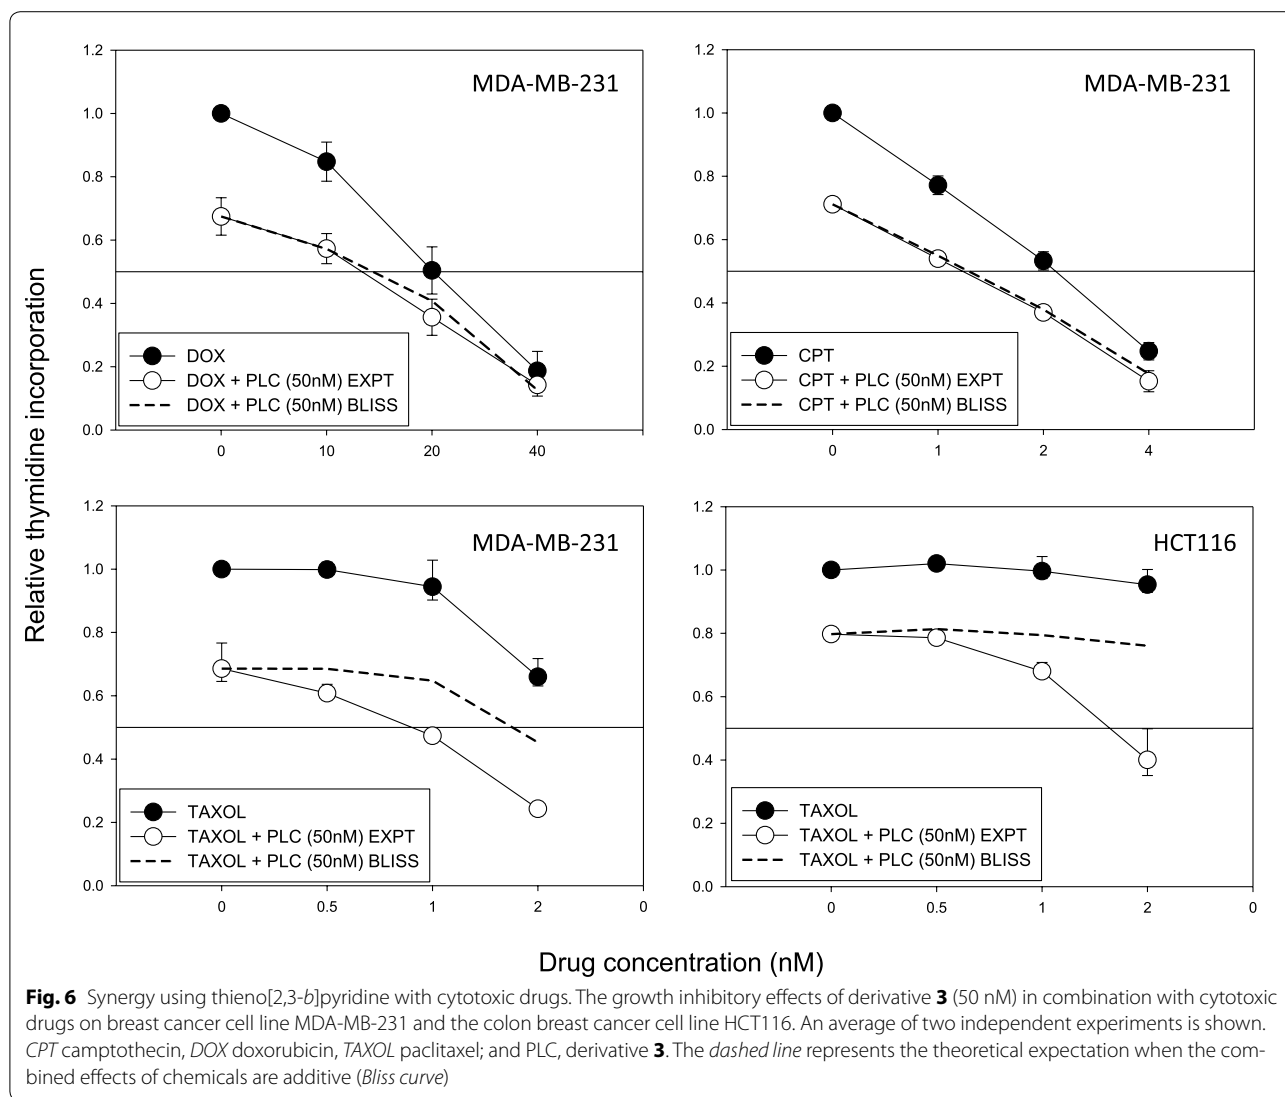 Relative thymidine incorporation
MDA-MB-231
1.2
1.0
0.8
0.6
0.4
0.2
0.0
DOX
DOX + PLC (50nM) EXPT
DOX + PLC (50nM) BLISS
0 10 20 40
MDA-MB-231
1.2
1.0
0.8
0.6
0.4
0.2
0.0
CPT
CPT + PLC (50nM) EXPT
CPT + PLC (50nM) BLISS
0 1 2 4
MDA-MB-231
1.2
1.0
0.8
0.6
0.4
0.2
0.0
TAXOL
TAXOL + PLC (50nM) EXPT
TAXOL + PLC (50nM) BLISS
0 0.5 1 2 0
HCT116
1.2
1.0
0.8
0.6
0.4
0.2
0.0
TAXOL
TAXOL + PLC (50nM) EXPT
TAXOL + PLC (50nM) BLISS
0 0.5 1 2 0
Drug concentration (nM)
Fig. 6 Synergy using thieno[2,3-b]pyridine with cytotoxic drugs. The growth inhibitory effects of derivative 3 (50 nM) in combination with cytotoxic
drugs on breast cancer cell line MDA-MB-231 and the colon breast cancer cell line HCT116. An average of two independent experiments is shown.
CPT camptothecin, DOX doxorubicin, TAXOL paclitaxel; and PLC, derivative 3. The dashed line represents the theoretical expectation when the com-
bined effects of chemicals are additive (Bliss curve)